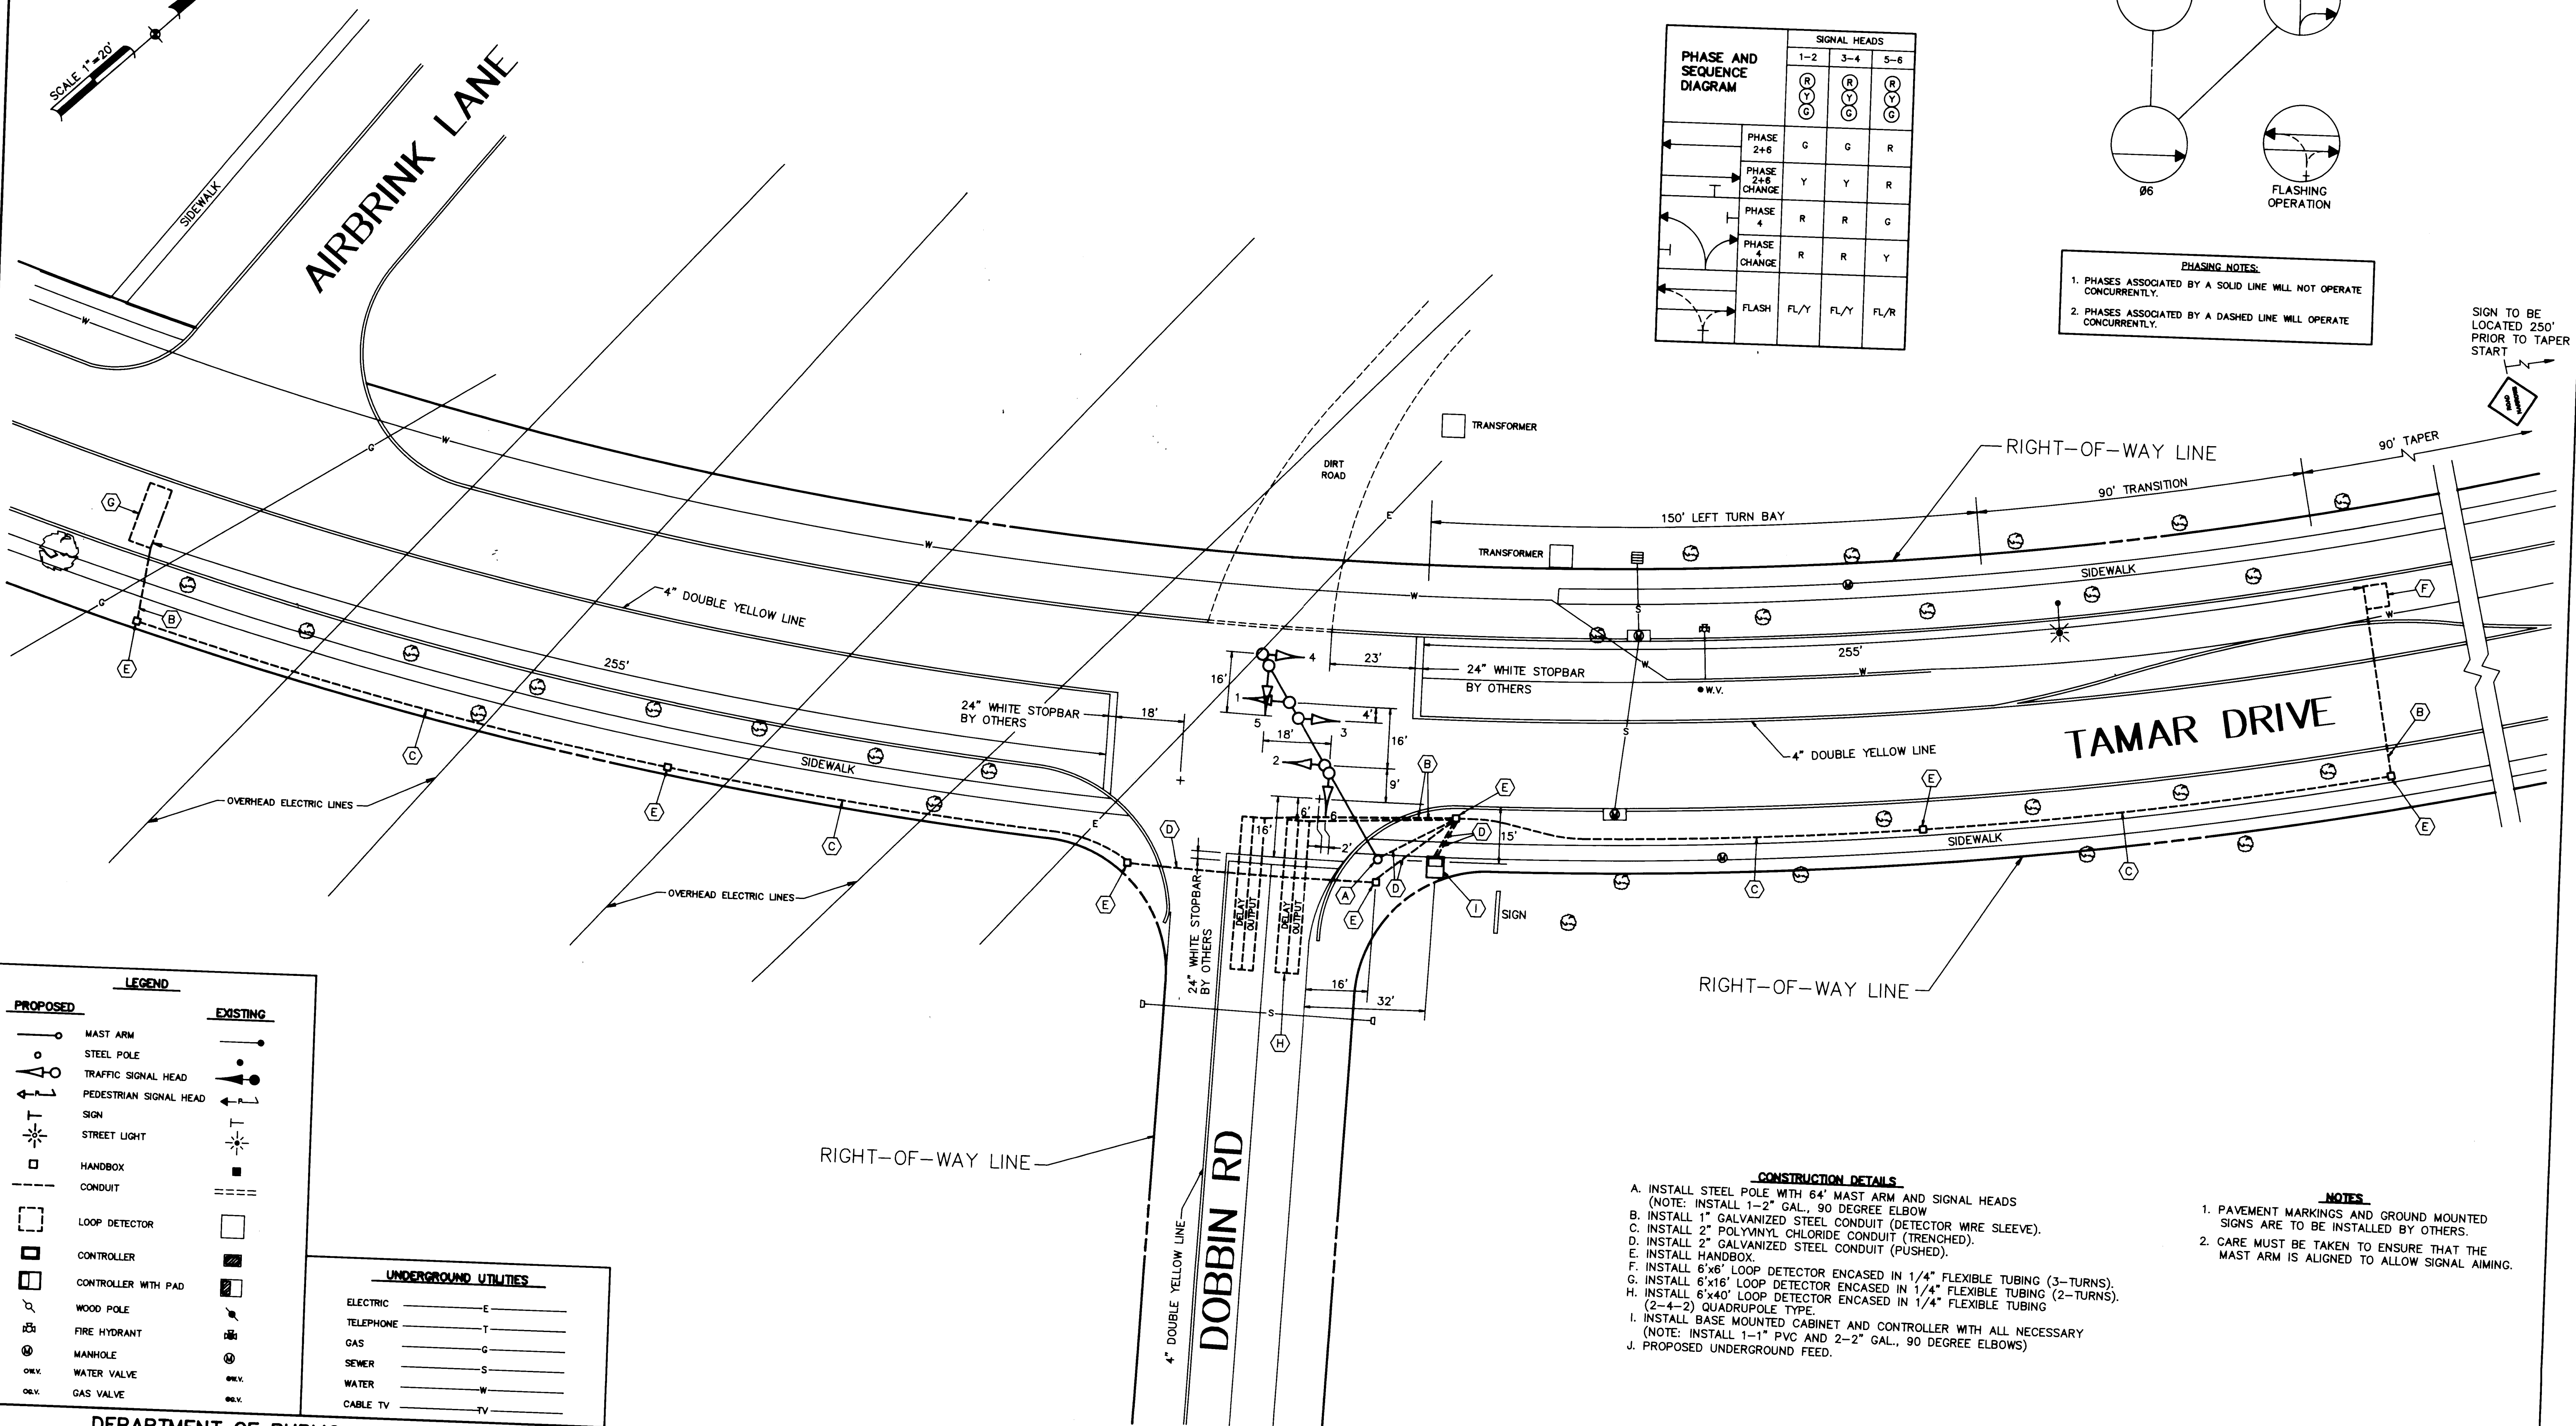 SCALE 1"=20'
SIDEWALK
AIRBRINK LANE
PHASE AND
SEQUENCE
DIAGRAM
SIGNAL HEADS
1-2 3-4 5-6
R R R
Y Y Y
G G G
PHASE
2+6
G G R
PHASE
2+6
CHANGE
Y Y R
PHASE
4
R R G
PHASE
4
CHANGE
R R Y
FLASH FL/Y FL/Y FL/R
Ø6
FLASHING
OPERATION
PHASING NOTES:
1. PHASES ASSOCIATED BY A SOLID LINE WILL NOT OPERATE
CONCURRENTLY.
2. PHASES ASSOCIATED BY A DASHED LINE WILL OPERATE
CONCURRENTLY.
SIGN TO BE
LOCATED 250'
PRIOR TO TAPER
START
W
G
W
G
G
B
E
4" DOUBLE YELLOW LINE
255'
C
W
24" WHITE STOPBAR
BY OTHERS
18'
SIDEWALK
OVERHEAD ELECTRIC LINES
E
C
OVERHEAD ELECTRIC LINES
E
E
D
DIRT
ROAD
E
TRANSFORMER
TRANSFORMER
150' LEFT TURN BAY
90' TRANSITION
90' TAPER
RIGHT-OF-WAY LINE
SIDEWALK
W
S
M
M
F
W
23'
24" WHITE STOPBAR
BY OTHERS
255'
W
W
W.V.
S
4" DOUBLE YELLOW LINE
TAMAR DRIVE
B
E
16'
4
1
5
18'
4'
3
16'
2
9'
B
E
6'
6
16'
2'
D
15'
A
E
D
I
SIGN
M
M
E
SIDEWALK
C
C
RIGHT-OF-WAY LINE
24" WHITE STOPBAR
BY OTHERS
DELAY
OUTPUT
DELAY
OUTPUT
16'
32'
S
H
RIGHT-OF-WAY LINE
4" DOUBLE YELLOW LINE
DOBBIN RD
LEGEND
PROPOSED EXISTING
MAST ARM
STEEL POLE
TRAFFIC SIGNAL HEAD
P PEDESTRIAN SIGNAL HEAD P
SIGN
STREET LIGHT
HANDBOX
CONDUIT
LOOP DETECTOR
CONTROLLER
CONTROLLER WITH PAD
WOOD POLE
FIRE HYDRANT
M MANHOLE M
W.V. WATER VALVE W.V.
G.V. GAS VALVE G.V.
UNDERGROUND UTILITIES
ELECTRIC E
TELEPHONE T
GAS G
SEWER S
WATER W
CABLE TV TV
CONSTRUCTION DETAILS
A. INSTALL STEEL POLE WITH 64' MAST ARM AND SIGNAL HEADS
(NOTE: INSTALL 1-2" GAL., 90 DEGREE ELBOW
B. INSTALL 1" GALVANIZED STEEL CONDUIT (DETECTOR WIRE SLEEVE).
C. INSTALL 2" POLYVINYL CHLORIDE CONDUIT (TRENCHED).
D. INSTALL 2" GALVANIZED STEEL CONDUIT (PUSHED).
E. INSTALL HANDBOX.
F. INSTALL 6'x6' LOOP DETECTOR ENCASED IN 1/4" FLEXIBLE TUBING (3-TURNS).
G. INSTALL 6'x16' LOOP DETECTOR ENCASED IN 1/4" FLEXIBLE TUBING (2-TURNS).
H. INSTALL 6'x40' LOOP DETECTOR ENCASED IN 1/4" FLEXIBLE TUBING
(2-4-2) QUADRUPOLE TYPE.
I. INSTALL BASE MOUNTED CABINET AND CONTROLLER WITH ALL NECESSARY
(NOTE: INSTALL 1-1" PVC AND 2-2" GAL., 90 DEGREE ELBOWS)
J. PROPOSED UNDERGROUND FEED.
NOTES
1. PAVEMENT MARKINGS AND GROUND MOUNTED
SIGNS ARE TO BE INSTALLED BY OTHERS.
2. CARE MUST BE TAKEN TO ENSURE THAT THE
MAST ARM IS ALIGNED TO ALLOW SIGNAL AIMING.
DEPARTMENT OF